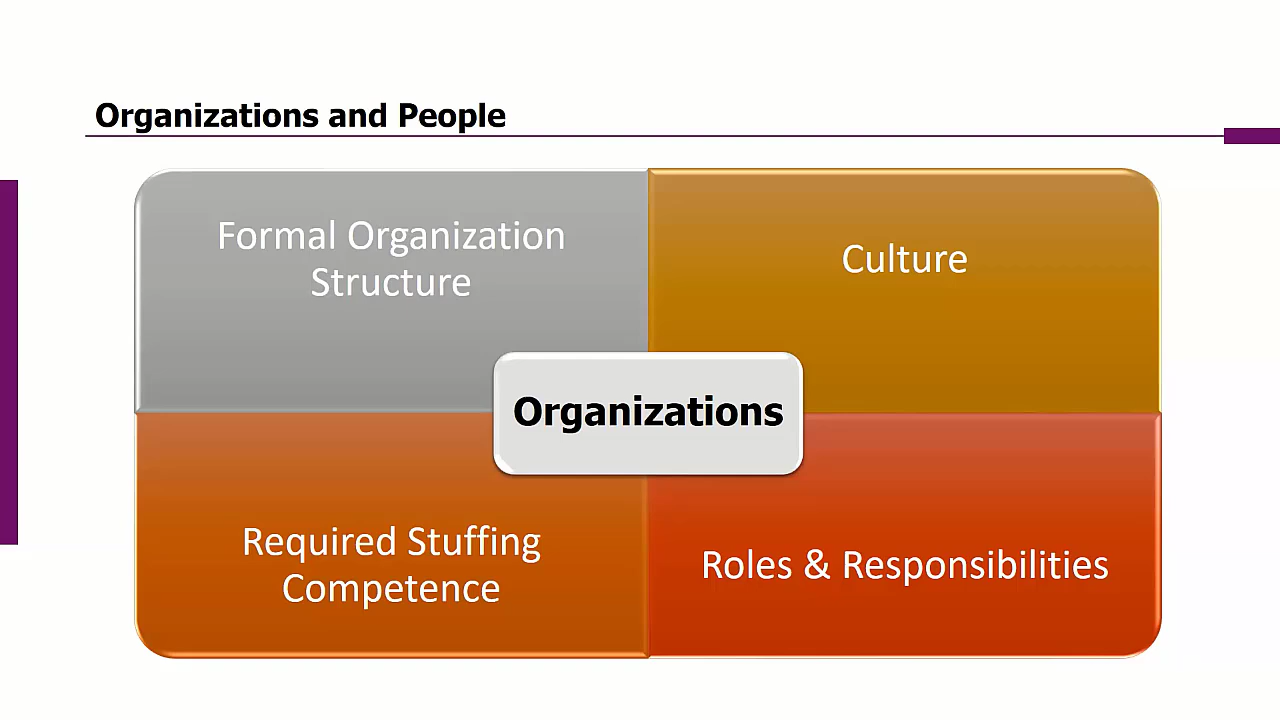 Organizations and People
Formal Organization
Structure
Culture
Organizations
Required Stuffing
Competence
Roles & Responsibilities